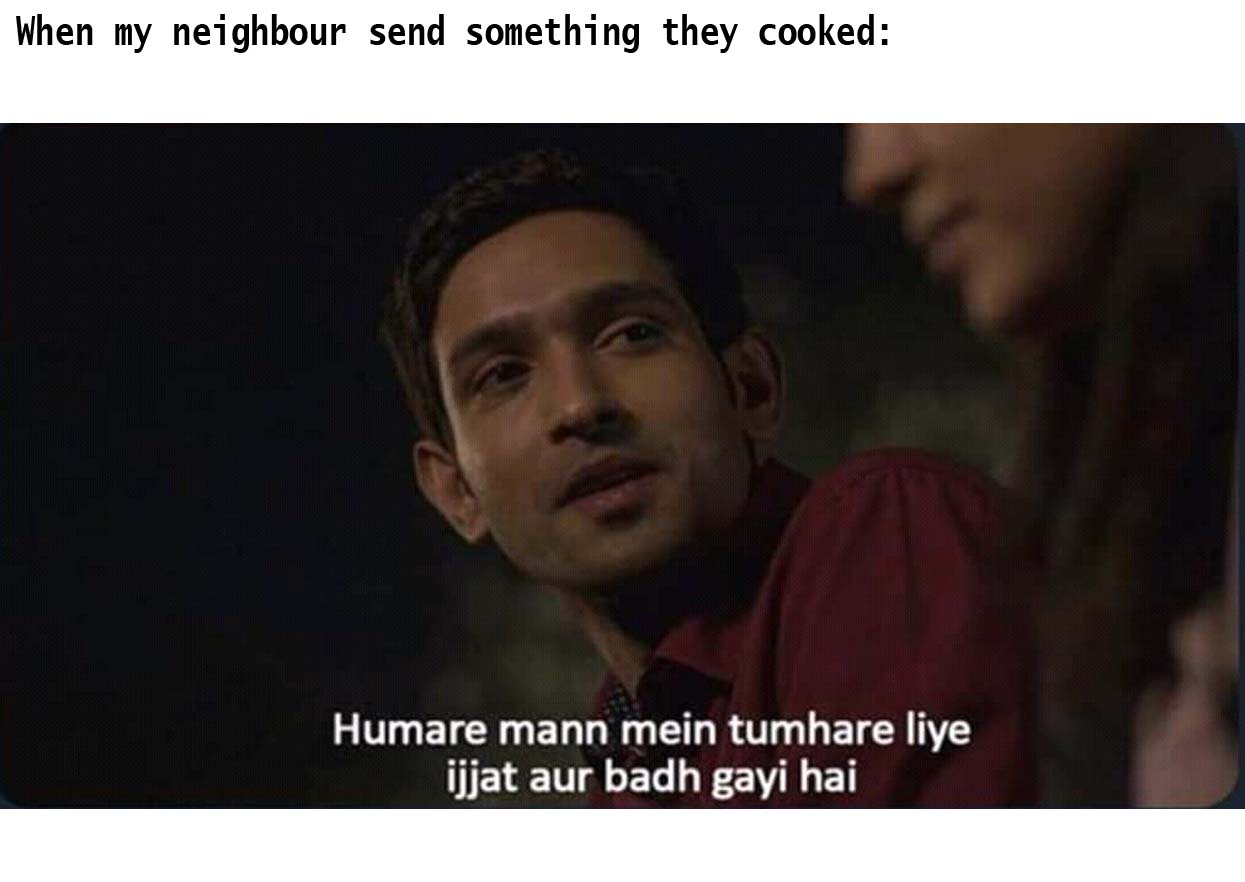 When my neighbour send something they cooked:
Humare mann mein tumhare liye
ijjat aur badh gayi hai